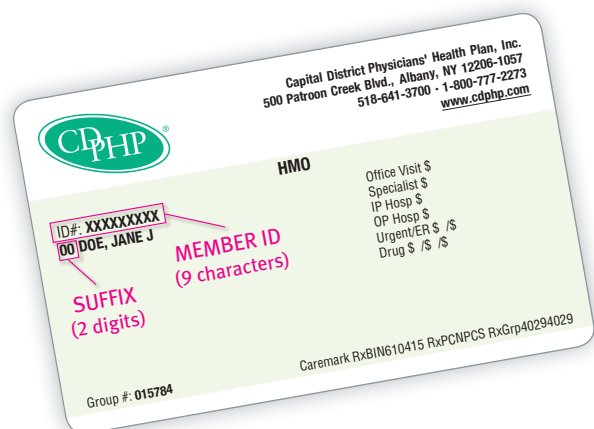 Capital District Physicians' Health Plan, Inc.
500 Patroon Creek Blvd., Albany, NY 12206-1057
518-641-3700 · 1-800-777-2273
www.cdphp.com
CDPHP®
HMO
ID#: XXXXXXXXX
00 DOE, JANE J
MEMBER ID
(9 characters)
SUFFIX
(2 digits)
Office Visit $
Specialist $
IP Hosp $
OP Hosp $
Urgent/ER $ /$
Drug $ /$ /$
Group #: 015784
Caremark RxBIN610415 RxPCNPCS RxGrp40294029